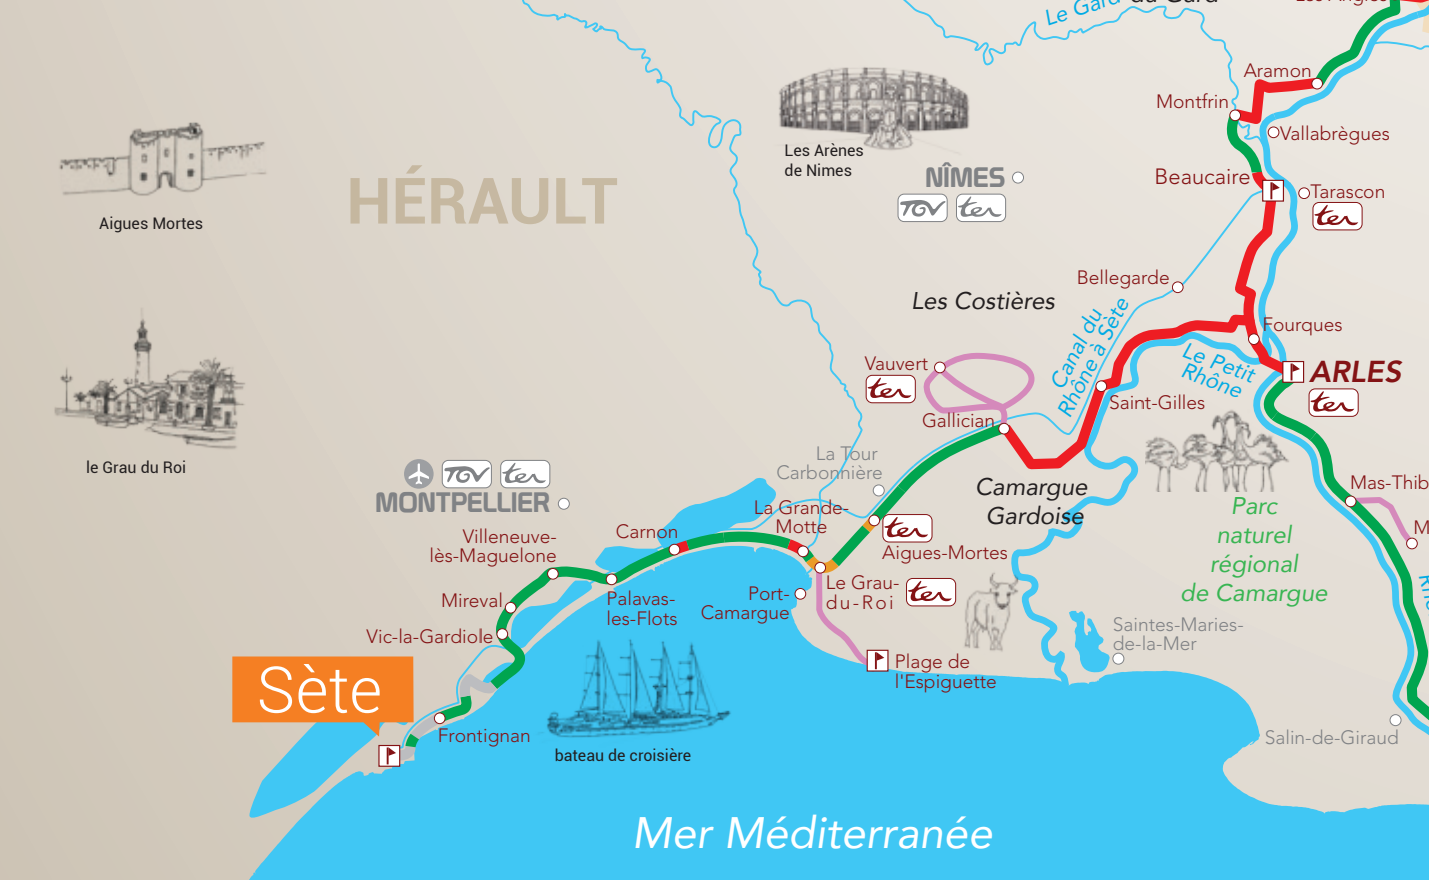 Le Gard
du Gard
Les Angles
Aramon
Montfrin
Vallabrègues
Beaucaire
Tarascon
ter
Les Arènes
de Nimes
NÎMES
TGV ter
HÉRAULT
Aigues Mortes
Bellegarde
Les Costières
Canal du
Rhône à Sète
Fourques
Le Petit
Rhône
ARLES
ter
Vauvert
ter
Gallician
Saint-Gilles
le Grau du Roi
La Tour
Carbonnière
TGV ter
MONTPELLIER
Camargue
Gardoise
Mas-Thib
M
Parc
naturel
régional
de Camargue
La Grande-
Motte
ter
Aigues-Mortes
Carnon
Villeneuve-
lès-Maguelone
Mireval
Palavas-
les-Flots
Port-
Camargue
Le Grau-
du-Roi
ter
Vic-la-Gardiole
Saintes-Maries-
de-la-Mer
Plage de
l'Espiguette
Sète
Frontignan
bateau de croisière
Salin-de-Giraud
Mer Méditerranée